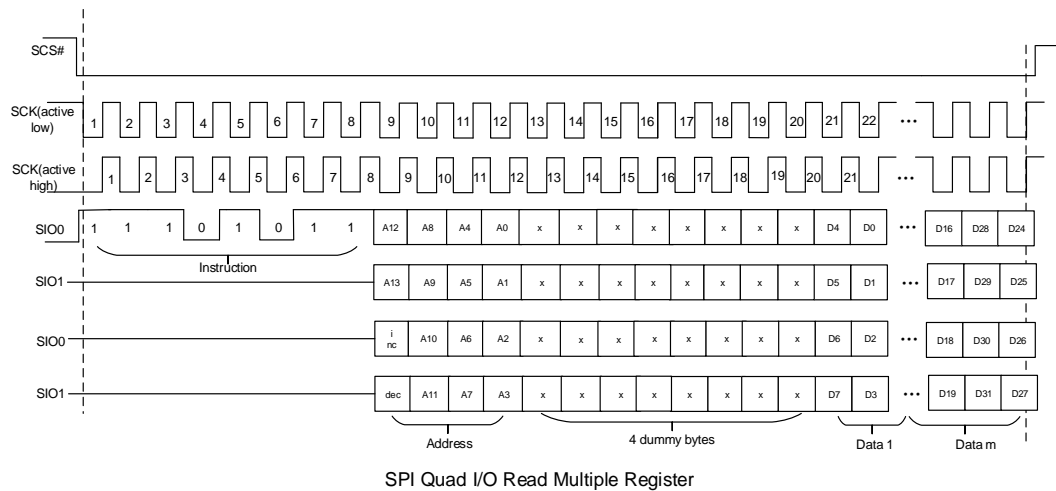 SCS#
SCK(active
low)
1 2 3 4 5 6 7 8 9 10 11 12 13 14 15 16 17 18 19 20 21 22 ...
SCK(active
high)
1 2 3 4 5 6 7 8 9 10 11 12 13 14 15 16 17 18 19 20 21 ...
SIO0
1 1 1 0 1 0 1 1 A12 A8 A4 A0 x x x x x x x x D4 D0 ... D16 D28 D24
Instruction
SIO1
A13 A9 A5 A1 x x x x x x x x D5 D1 ... D17 D29 D25
SIO0
i
nc A10 A6 A2 x x x x x x x x D6 D2 ... D18 D30 D26
SIO1
dec A11 A7 A3 x x x x x x x x D7 D3 ... D19 D31 D27
Address 4 dummy bytes Data 1 Data m
SPI Quad I/O Read Multiple Register